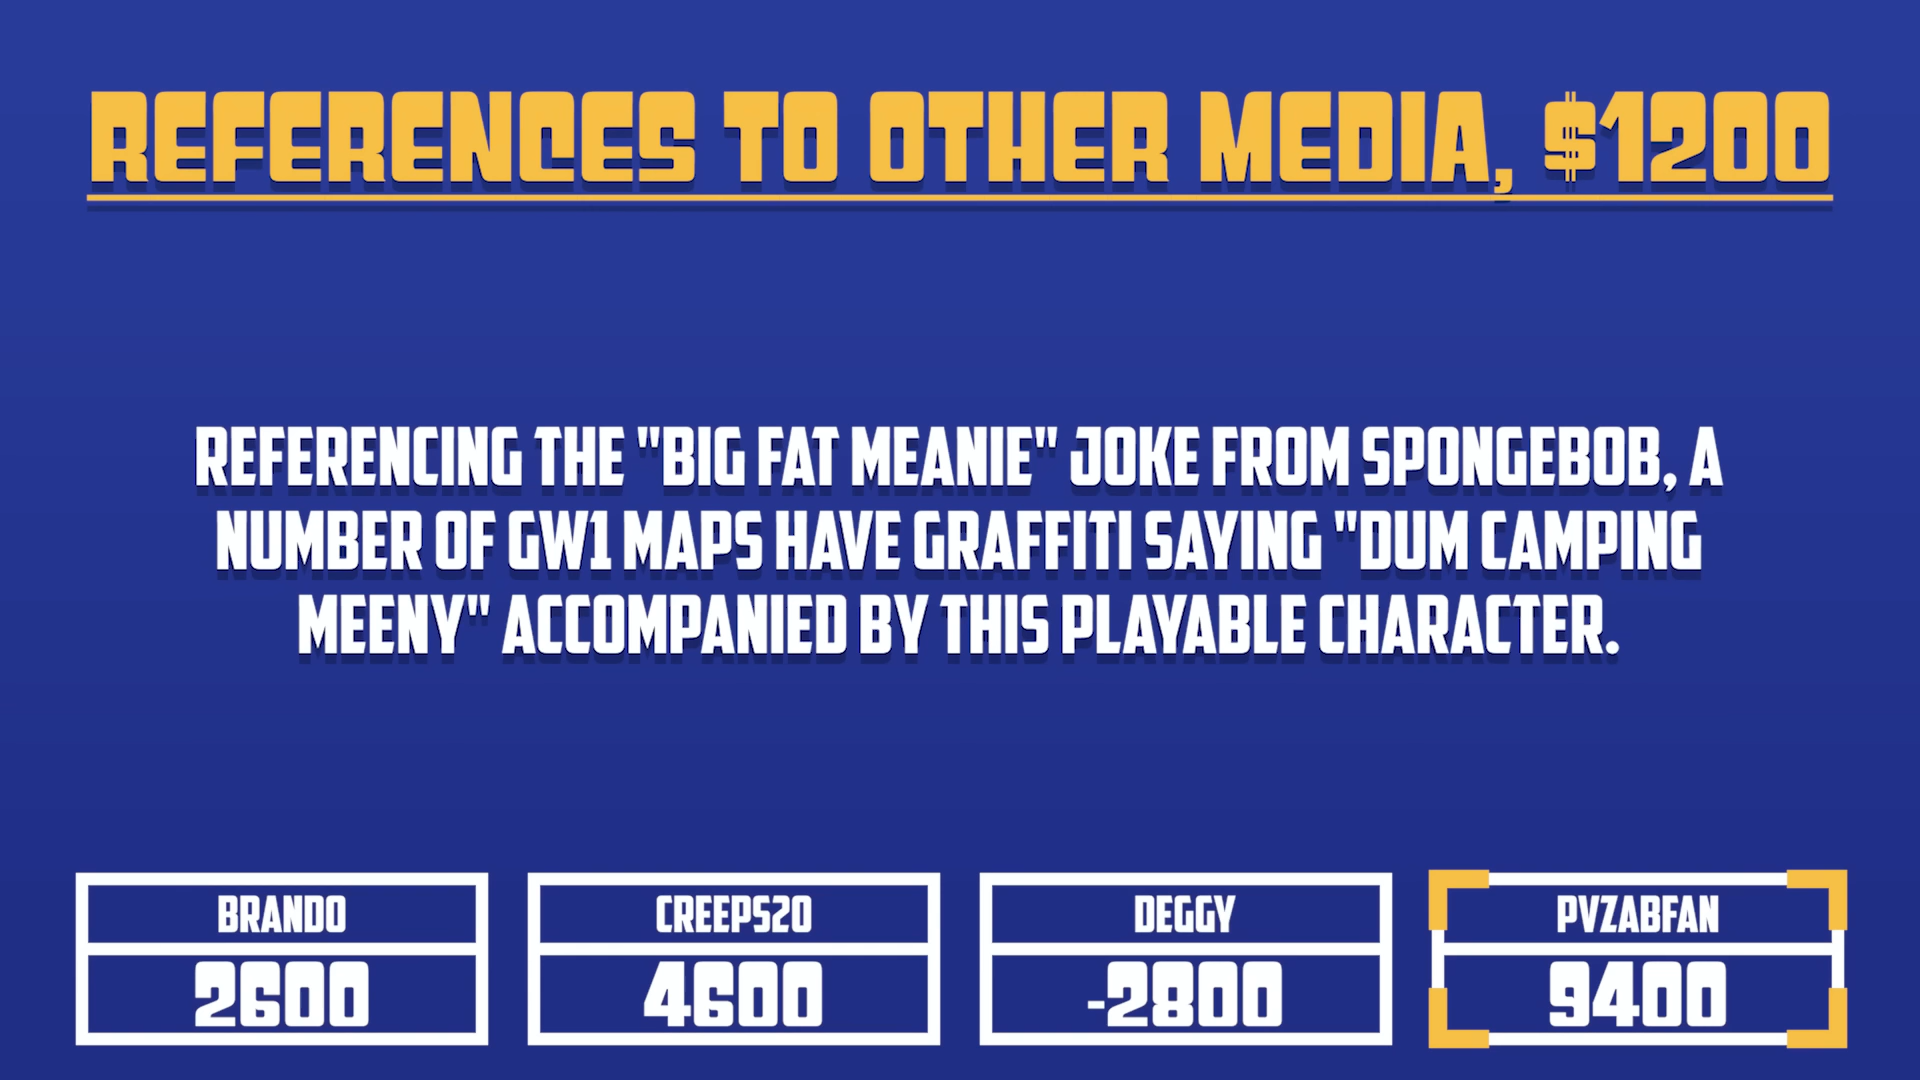 REFERENCES TO OTHER MEDIA, $1200
REFERENCING THE "BIG FAT MEANIE" JOKE FROM SPONGEBOB, A
NUMBER OF GW1 MAPS HAVE GRAFFITI SAYING "DUM CAMPING
MEENY" ACCOMPANIED BY THIS PLAYABLE CHARACTER.
BRANDO
2600
CREEPS20
4600
DEGGY
-2800
PVZABFAN
9400